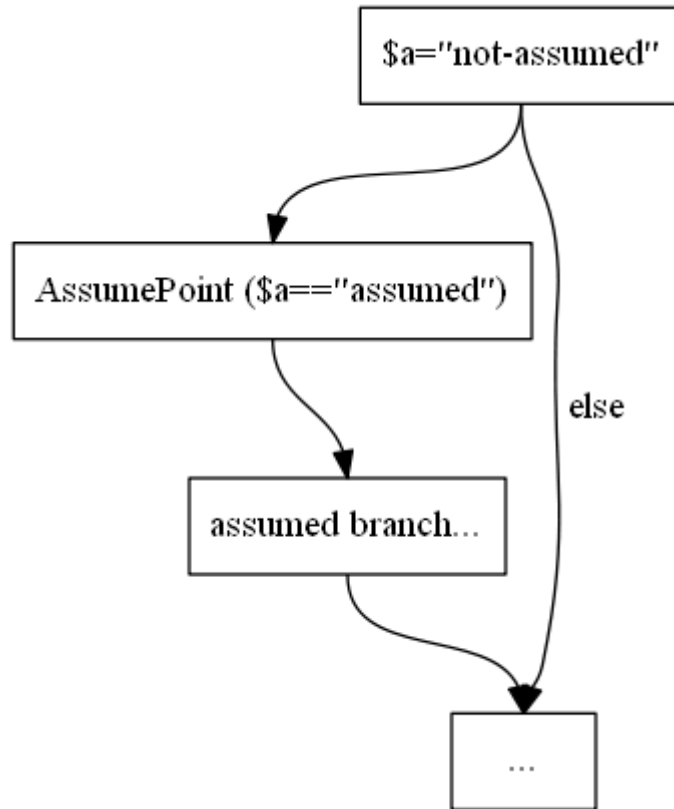 $a="not-assumed"
AssumePoint ($a=="assumed")
else
assumed branch...
...